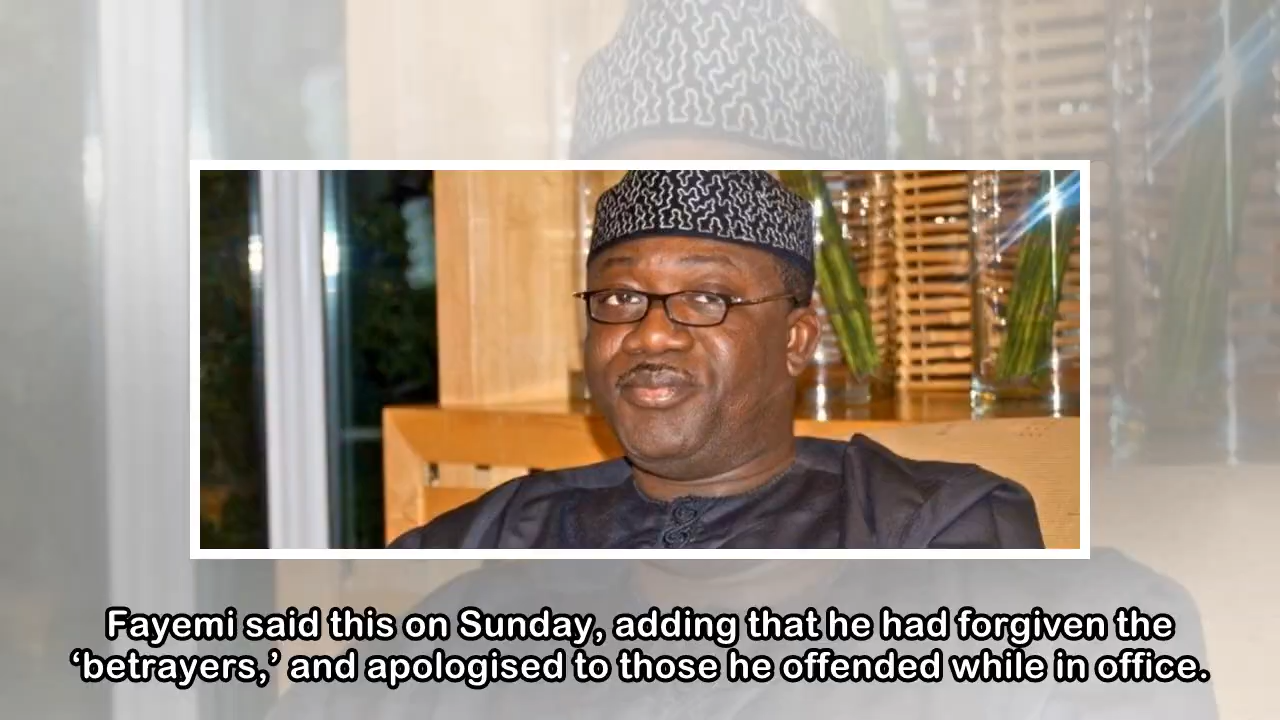 Fayemi said this on Sunday, adding that he had forgiven the
‘betrayers,’ and apologised to those he offended while in office.